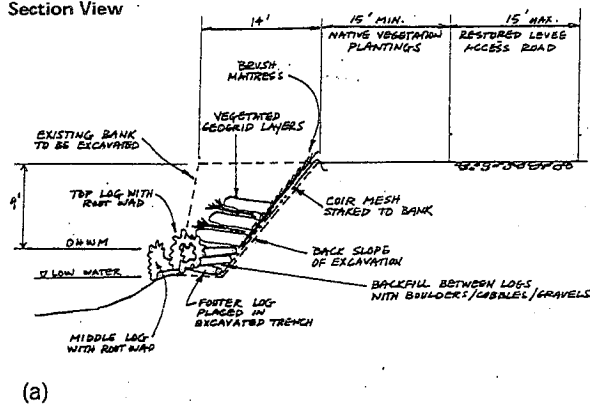 Section View
14'
15' MIN.
NATIVE VEGETATION
PLANTINGS
15' MAX.
RESTORED LEVEE
ACCESS ROAD
BRUSH
MATTRESS
VEGETATED
GEOGRID LAYERS
EXISTING BANK
TO BE EXCAVATED
9'
TOP LOG WITH
ROOT WAD
COIR MESH
STAKED TO BANK
OHWM
BACK SLOPE
OF EXCAVATION
LOW WATER
BACKFILL BETWEEN LOGS
WITH BOULDERS/COBBLES/GRAVELS
FOOTER LOG
PLACED IN
EXCAVATED TRENCH
MIDDLE LOG
WITH ROOT WAD
(a)